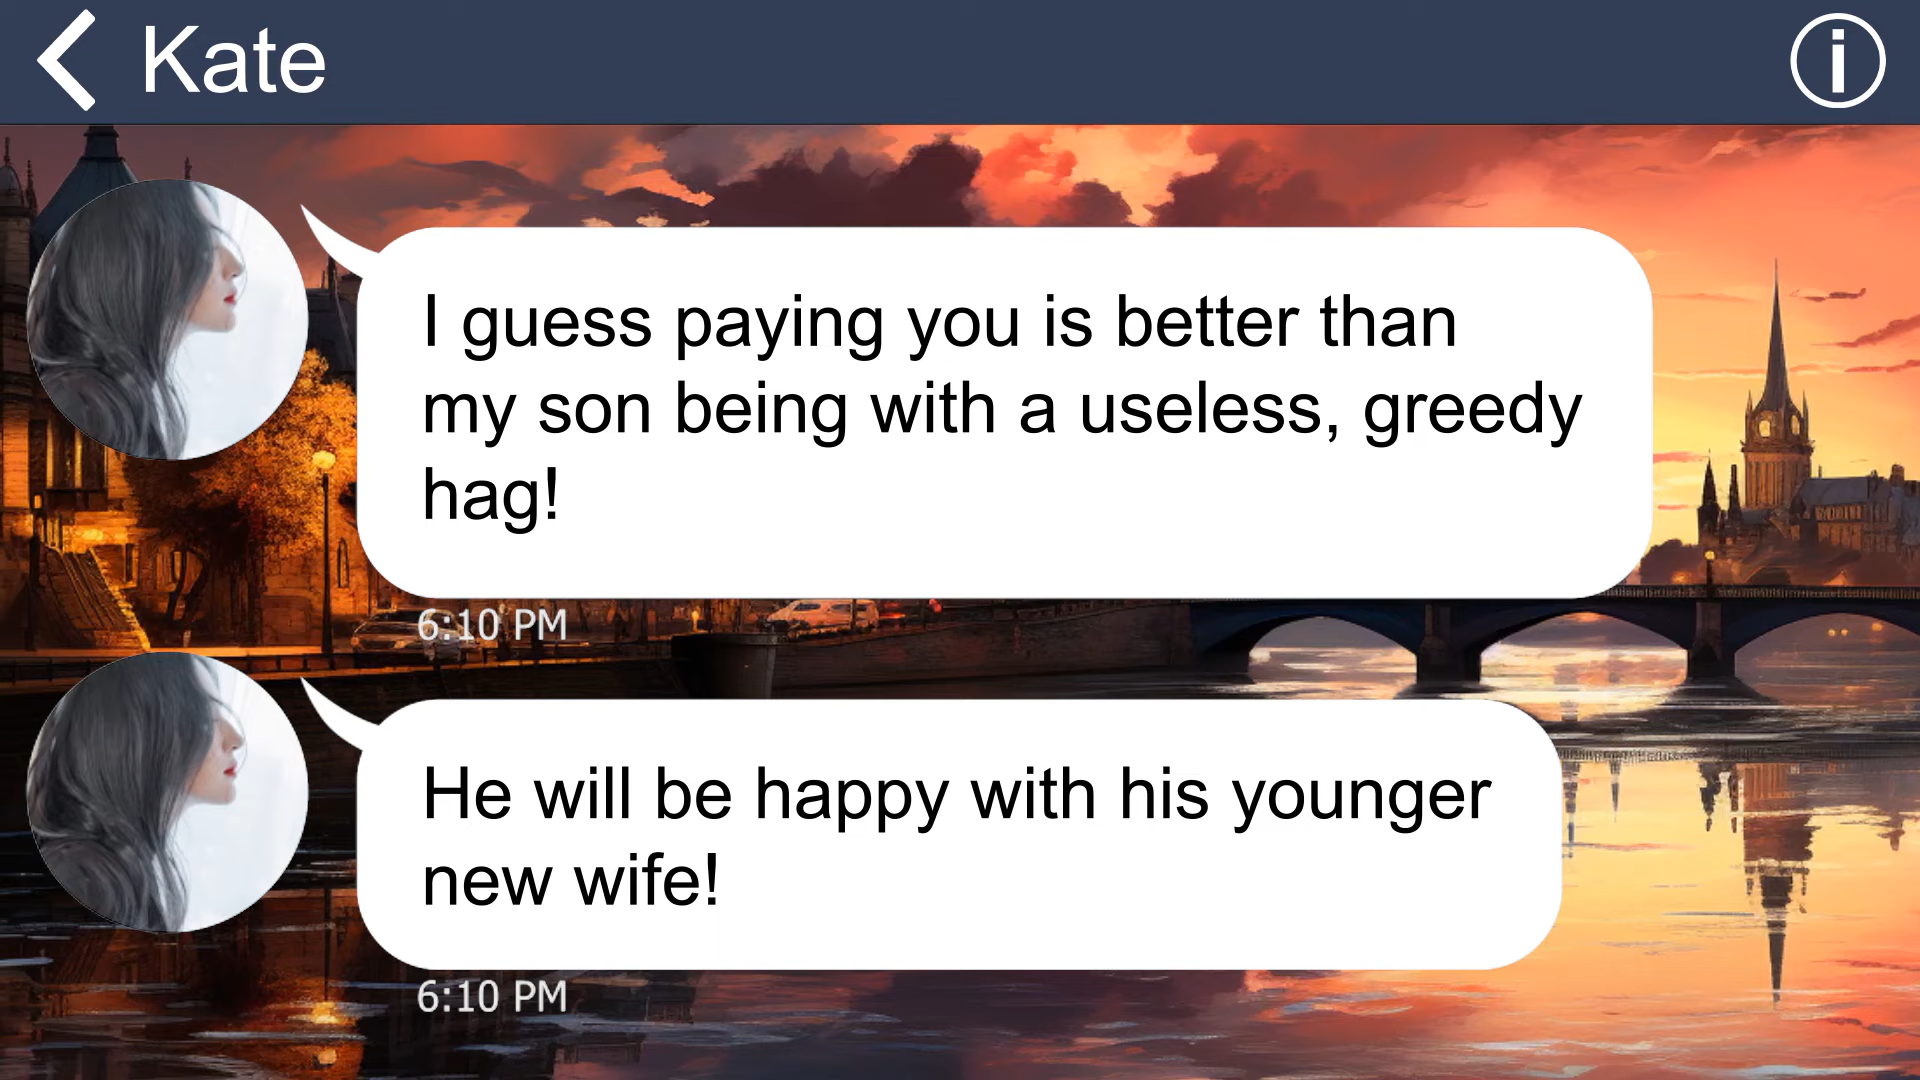 Kate
I guess paying you is better than
my son being with a useless, greedy
hag!
6:10 PM
He will be happy with his younger
new wife!
6:10 PM